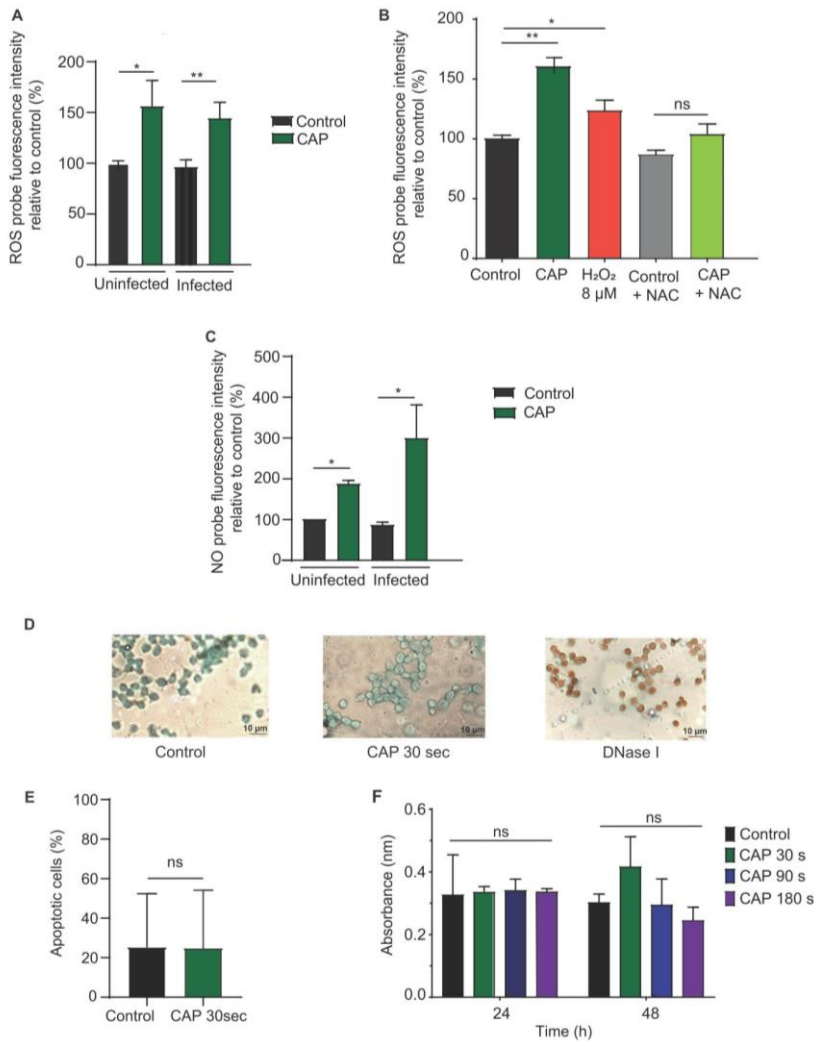 A
ROS probe fluorescence intensity
relative to control (%)
200
150
100
50
0
*
**
Uninfected
Infected
Control
CAP
B
ROS probe fluorescence intensity
relative to control (%)
200
150
100
50
0
*
**
ns
Control
CAP
H₂O₂
8 µM
Control
+ NAC
CAP
+ NAC
C
NO probe fluorescence intensity
relative to control (%)
500
400
300
200
100
0
*
*
Uninfected
Infected
Control
CAP
D
10 µm
10 µm
10 µm
Control
CAP 30 sec
DNase I
E
Apoptotic cells (%)
100
80
60
40
20
0
ns
Control
CAP 30sec
F
Absorbance (nm)
0.6
0.4
0.2
0.0
ns
ns
24
48
Time (h)
Control
CAP 30 s
CAP 90 s
CAP 180 s